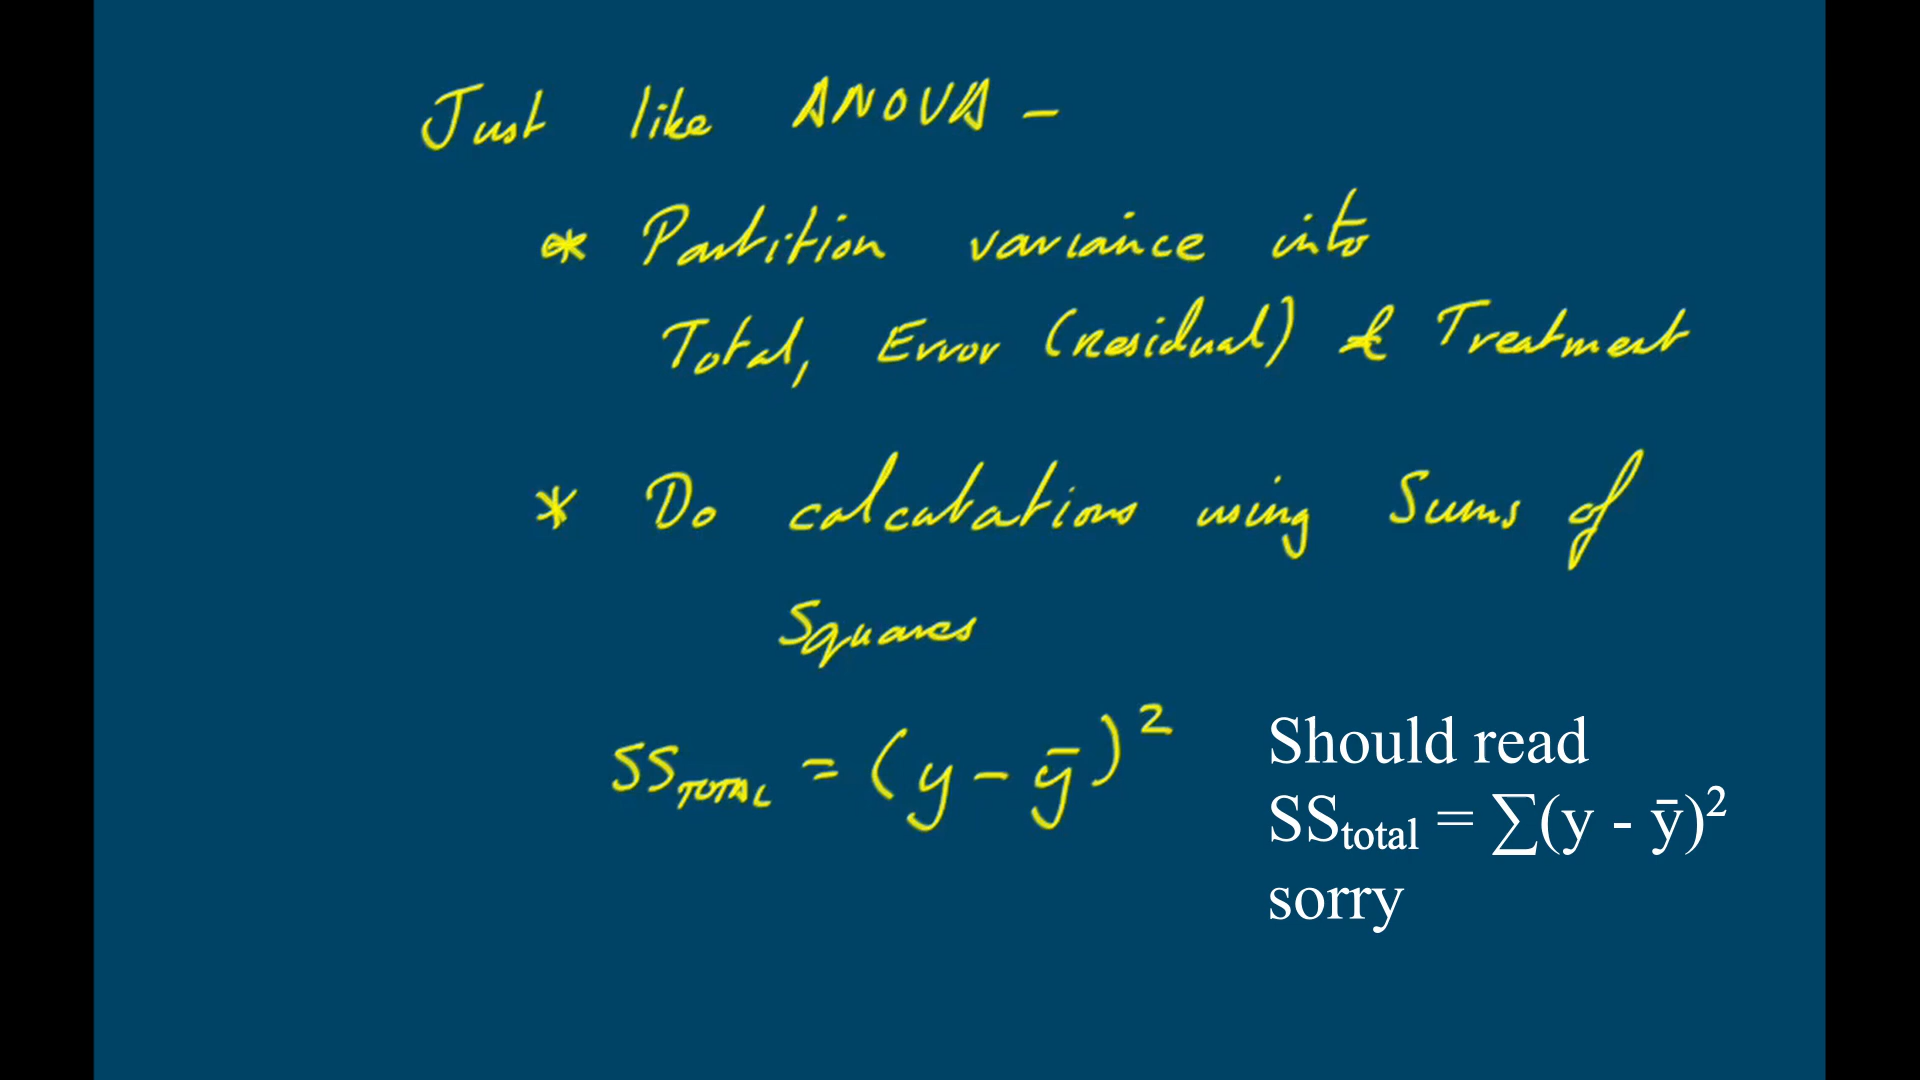 Just like ANOVA -
* Partition variance into
Total, Error (Residual) & Treatment
* Do calculations using Sums of
Squares
SS_TOTAL = (y - ȳ)²
Should read
SS_total = ∑(y - ȳ)²
sorry